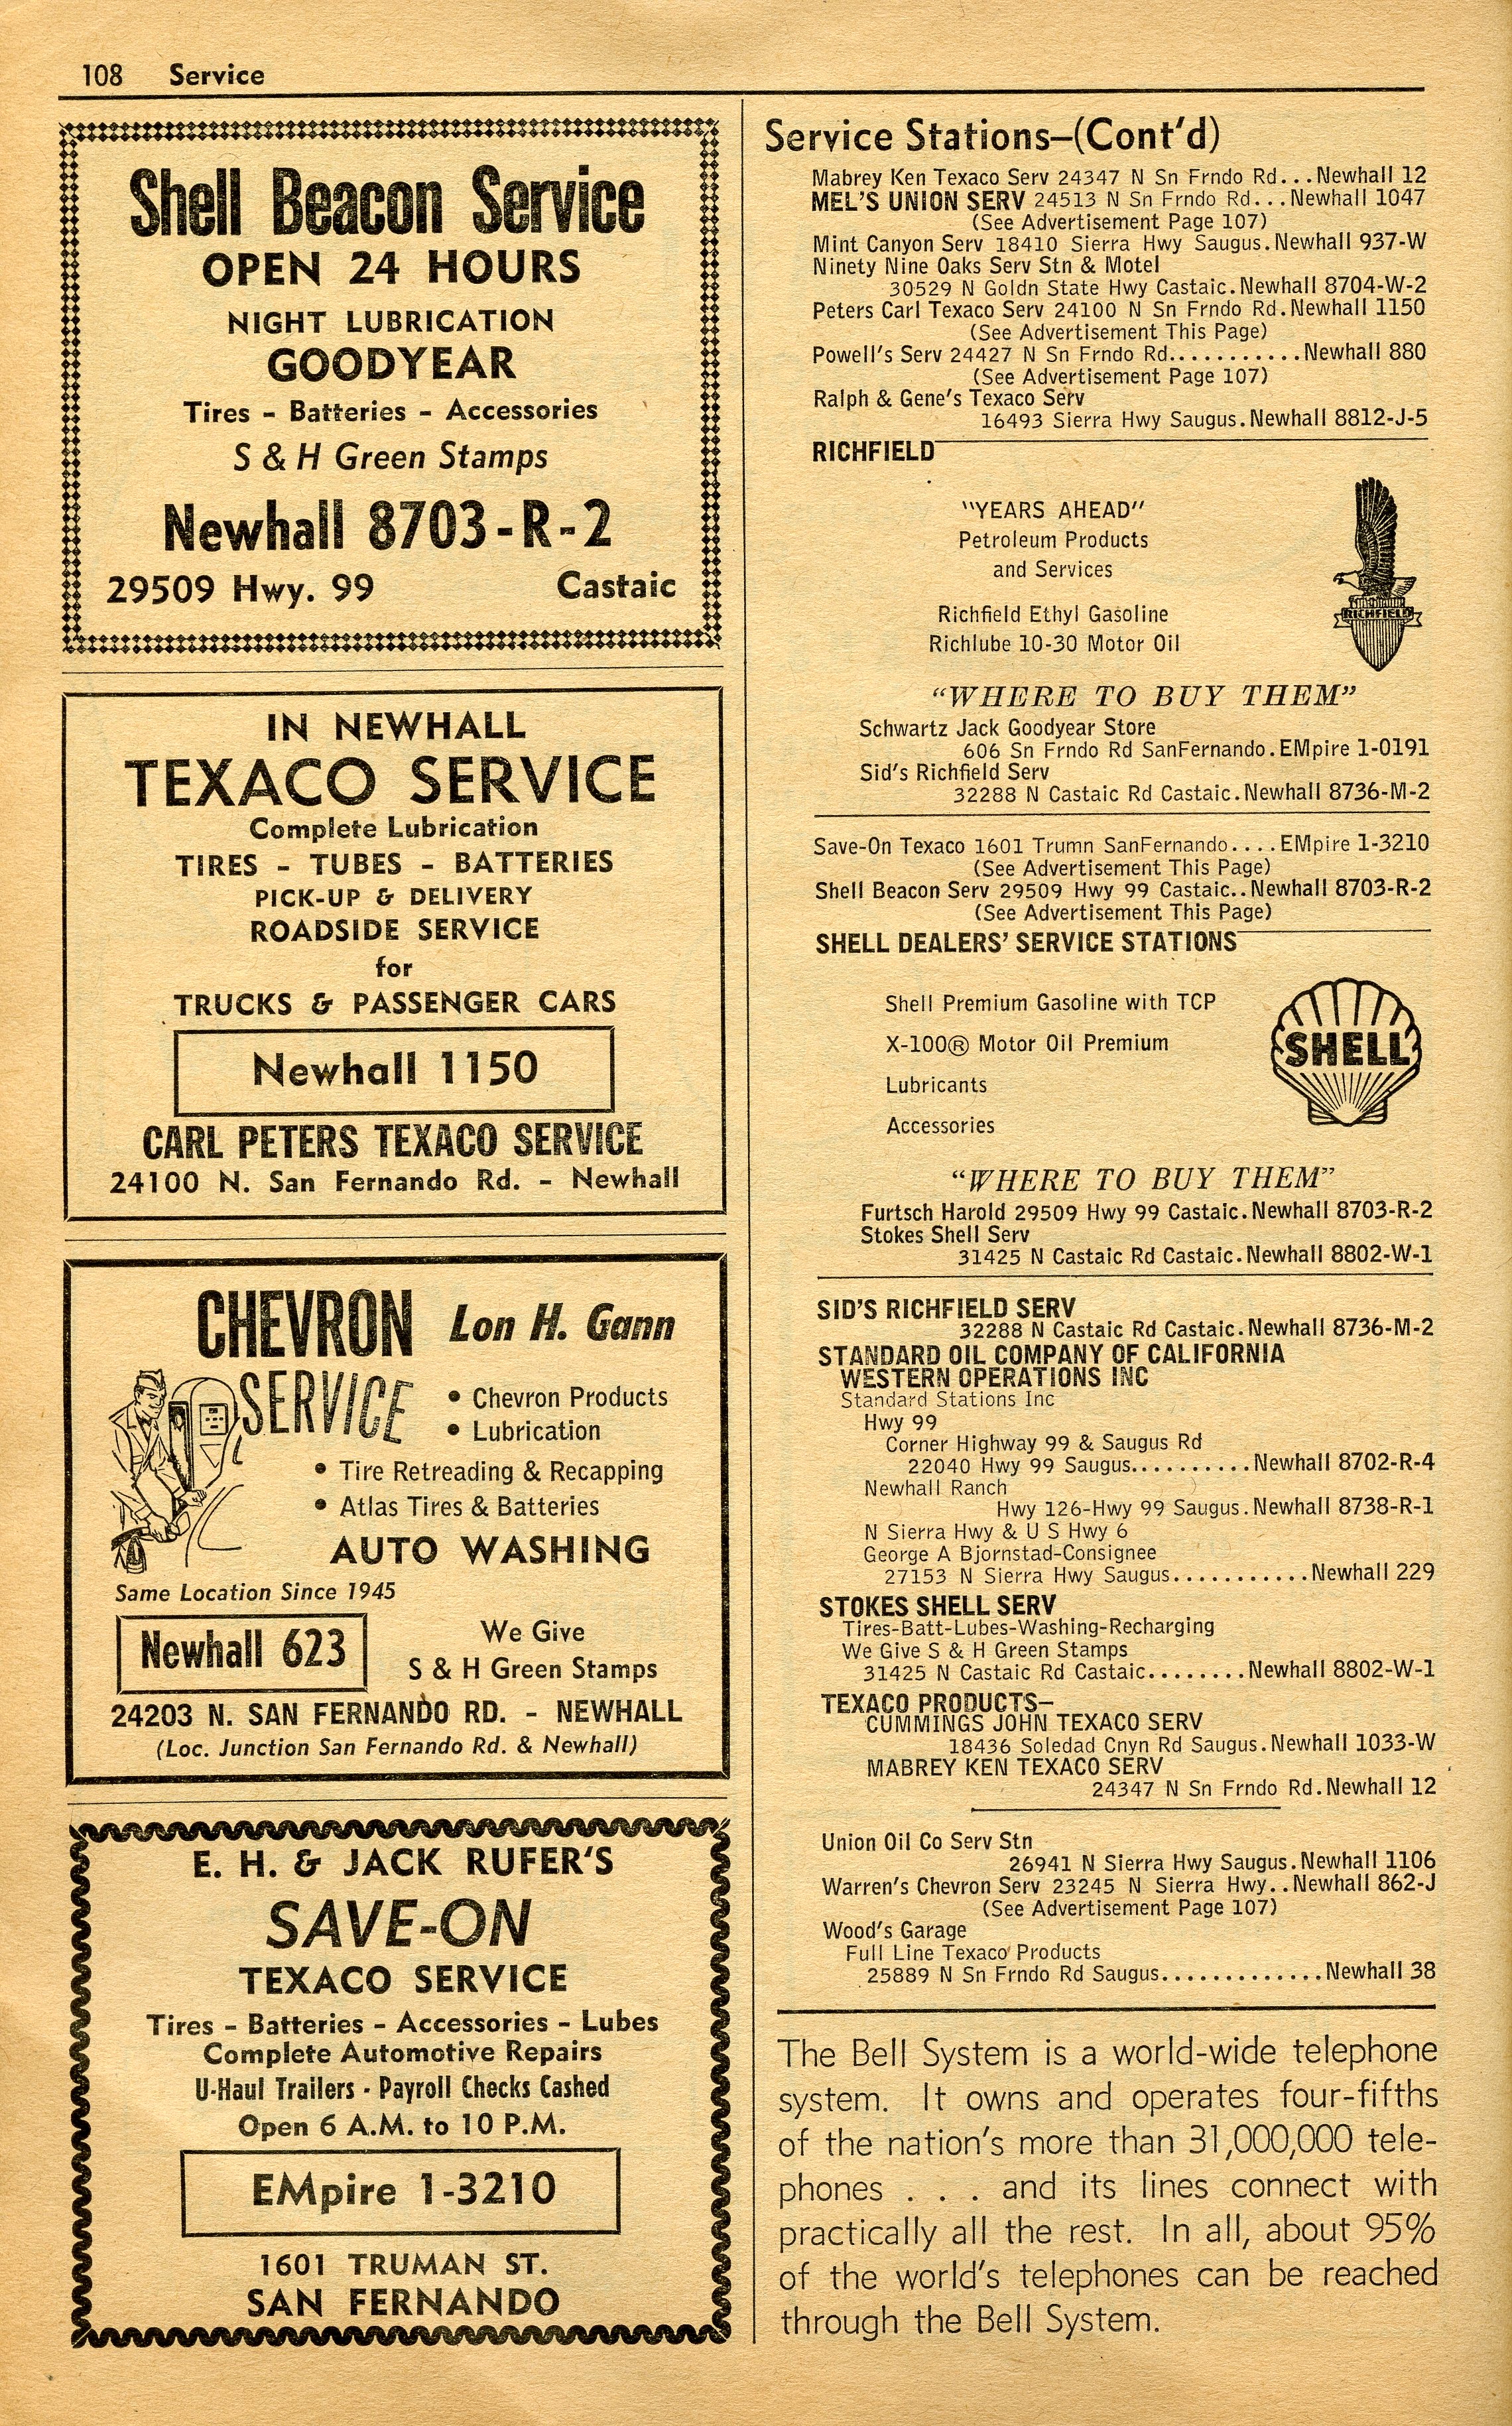 108 Service
Shell Beacon Service
OPEN 24 HOURS
NIGHT LUBRICATION
GOODYEAR
Tires - Batteries - Accessories
S & H Green Stamps
Newhall 8703-R-2
29509 Hwy. 99 Castaic
IN NEWHALL
TEXACO SERVICE
Complete Lubrication
TIRES - TUBES - BATTERIES
PICK-UP & DELIVERY
ROADSIDE SERVICE
for
TRUCKS & PASSENGER CARS
Newhall 1150
CARL PETERS TEXACO SERVICE
24100 N. San Fernando Rd. - Newhall
CHEVRON Lon H. Gann
SERVICE
• Chevron Products
• Lubrication
• Tire Retreading & Recapping
• Atlas Tires & Batteries
AUTO WASHING
Same Location Since 1945
Newhall 623
We Give
S & H Green Stamps
24203 N. SAN FERNANDO RD. - NEWHALL
(Loc. Junction San Fernando Rd. & Newhall)
E. H. & JACK RUFER'S
SAVE-ON
TEXACO SERVICE
Tires - Batteries - Accessories - Lubes
Complete Automotive Repairs
U-Haul Trailers - Payroll Checks Cashed
Open 6 A.M. to 10 P.M.
EMpire 1-3210
1601 TRUMAN ST.
SAN FERNANDO
Service Stations—(Cont'd)
Mabrey Ken Texaco Serv 24347 N Sn Frndo Rd...Newhall 12
MEL'S UNION SERV 24513 N Sn Frndo Rd...Newhall 1047
(See Advertisement Page 107)
Mint Canyon Serv 18410 Sierra Hwy Saugus.Newhall 937-W
Ninety Nine Oaks Serv Stn & Motel
30529 N Goldn State Hwy Castaic.Newhall 8704-W-2
Peters Carl Texaco Serv 24100 N Sn Frndo Rd.Newhall 1150
(See Advertisement This Page)
Powell's Serv 24427 N Sn Frndo Rd...........Newhall 880
(See Advertisement Page 107)
Ralph & Gene's Texaco Serv
16493 Sierra Hwy Saugus.Newhall 8812-J-5
RICHFIELD
"YEARS AHEAD"
Petroleum Products
and Services
Richfield Ethyl Gasoline
Richlube 10-30 Motor Oil
RICHFIELD
"WHERE TO BUY THEM"
Schwartz Jack Goodyear Store
606 Sn Frndo Rd SanFernando.EMpire 1-0191
Sid's Richfield Serv
32288 N Castaic Rd Castaic.Newhall 8736-M-2
Save-On Texaco 1601 Trumn SanFernando....EMpire 1-3210
(See Advertisement This Page)
Shell Beacon Serv 29509 Hwy 99 Castaic..Newhall 8703-R-2
(See Advertisement This Page)
SHELL DEALERS' SERVICE STATIONS
Shell Premium Gasoline with TCP
X-100® Motor Oil Premium
Lubricants
Accessories
SHELL
"WHERE TO BUY THEM"
Furtsch Harold 29509 Hwy 99 Castaic.Newhall 8703-R-2
Stokes Shell Serv
31425 N Castaic Rd Castaic.Newhall 8802-W-1
SID'S RICHFIELD SERV
32288 N Castaic Rd Castaic.Newhall 8736-M-2
STANDARD OIL COMPANY OF CALIFORNIA
WESTERN OPERATIONS INC
Standard Stations Inc
Hwy 99
Corner Highway 99 & Saugus Rd
22040 Hwy 99 Saugus..........Newhall 8702-R-4
Newhall Ranch
Hwy 126-Hwy 99 Saugus.Newhall 8738-R-1
N Sierra Hwy & U S Hwy 6
George A Bjornstad-Consignee
27153 N Sierra Hwy Saugus...........Newhall 229
STOKES SHELL SERV
Tires-Batt-Lubes-Washing-Recharging
We Give S & H Green Stamps
31425 N Castaic Rd Castaic........Newhall 8802-W-1
TEXACO PRODUCTS—
CUMMINGS JOHN TEXACO SERV
18436 Soledad Cnyn Rd Saugus.Newhall 1033-W
MABREY KEN TEXACO SERV
24347 N Sn Frndo Rd.Newhall 12
Union Oil Co Serv Stn
26941 N Sierra Hwy Saugus.Newhall 1106
Warren's Chevron Serv 23245 N Sierra Hwy..Newhall 862-J
(See Advertisement Page 107)
Wood's Garage
Full Line Texaco Products
25889 N Sn Frndo Rd Saugus.............Newhall 38
The Bell System is a world-wide telephone
system. It owns and operates four-fifths
of the nation's more than 31,000,000 tele-
phones . . . and its lines connect with
practically all the rest. In all, about 95%
of the world's telephones can be reached
through the Bell System.